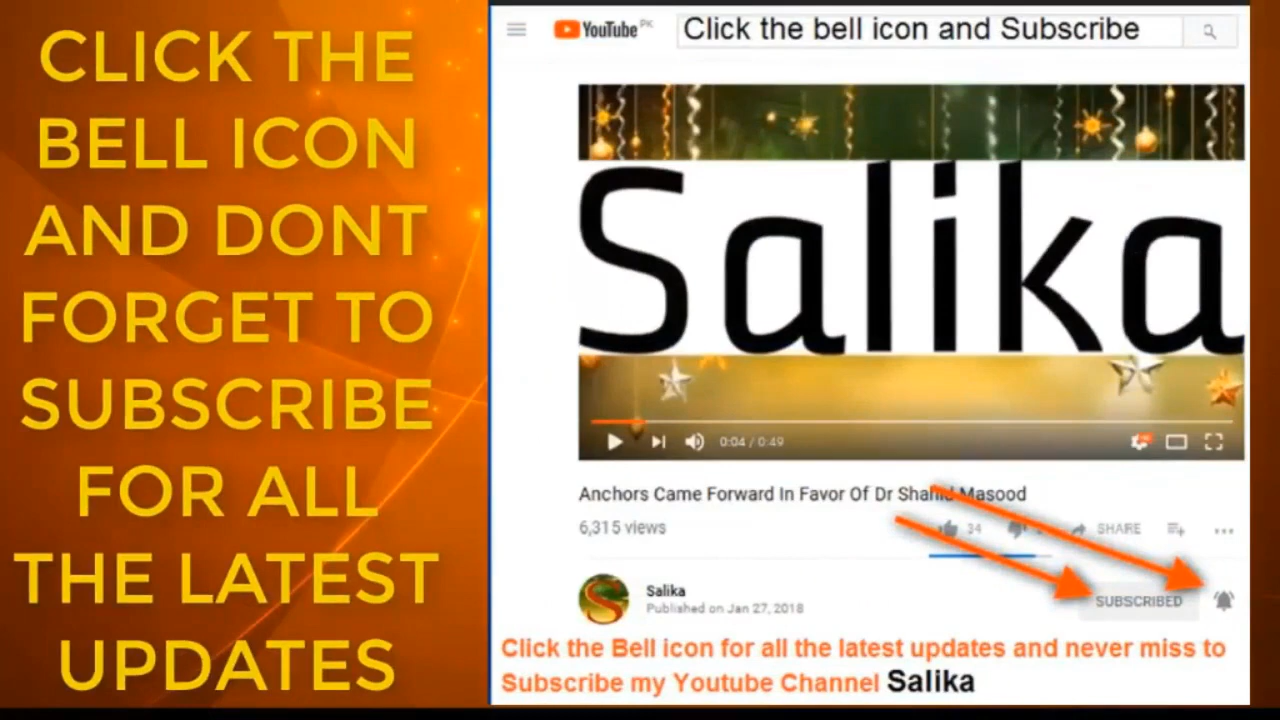 CLICK THE
BELL ICON
AND DONT
FORGET TO
SUBSCRIBE
FOR ALL
THE LATEST
UPDATES
YouTube PK
Click the bell icon and Subscribe
Salika
0:04 / 0:49
Anchors Came Forward In Favor Of Dr Shahid Masood
6,315 views
34
SHARE
Salika
Published on Jan 27, 2018
SUBSCRIBED
Click the Bell icon for all the latest updates and never miss to
Subscribe my Youtube Channel Salika